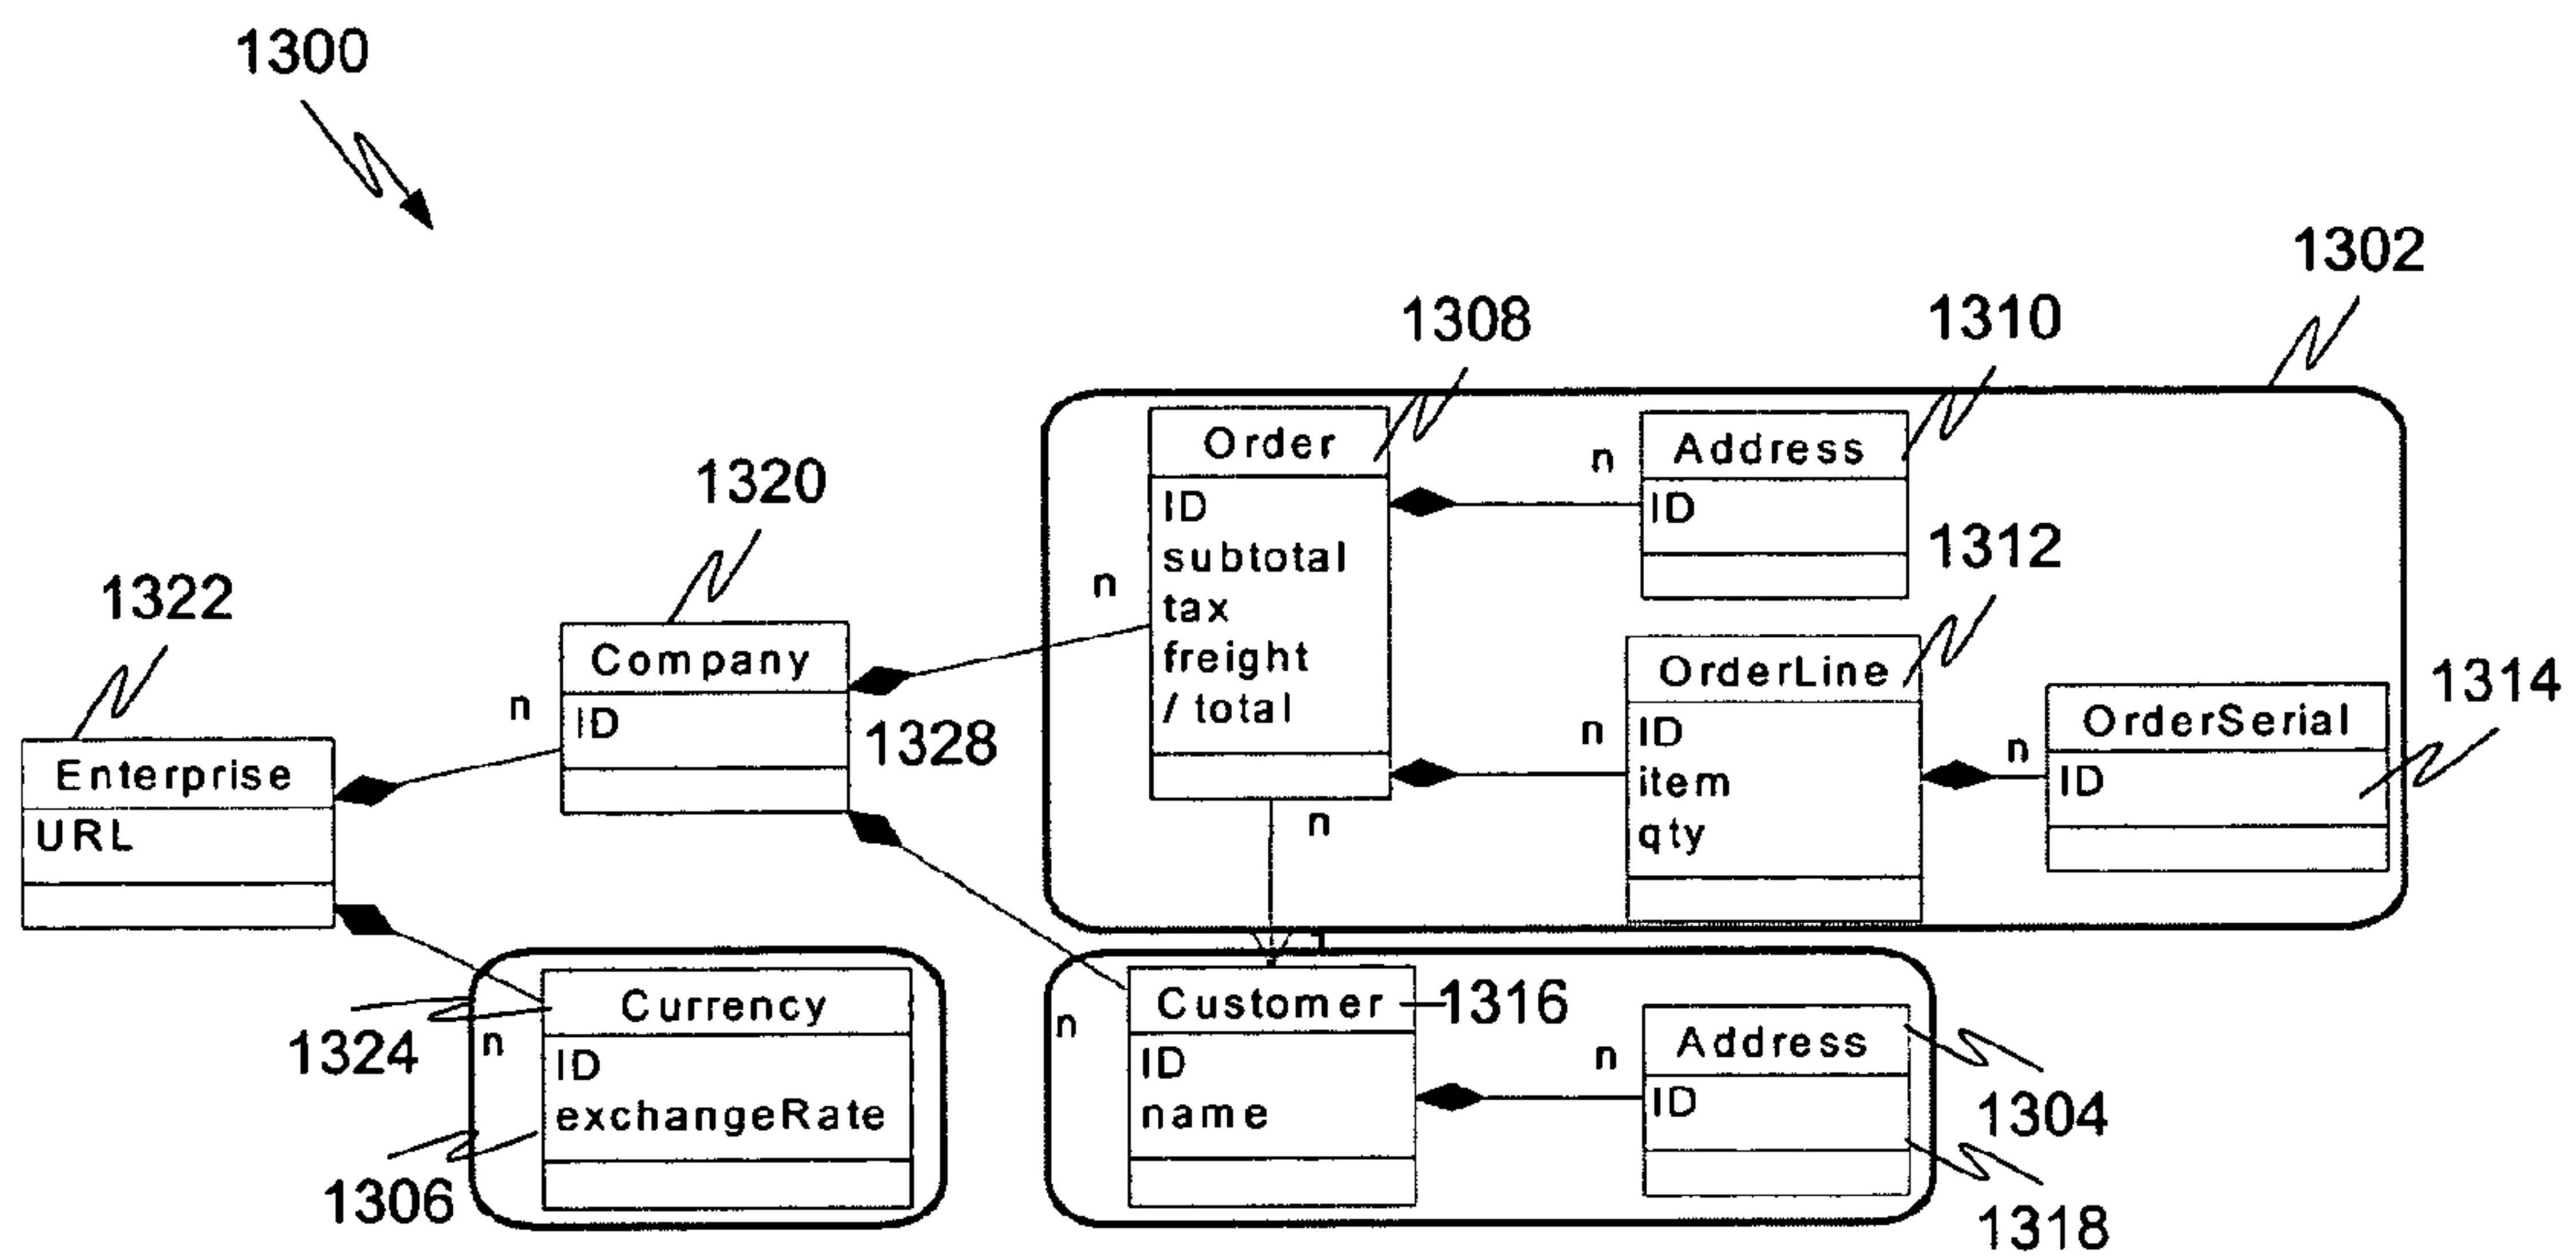 1300
1302
1308
1310
Order
ID
subtotal
tax
freight
/ total
n
Address
ID
1312
1320
n
Company
ID
1328
1322
n
Enterprise
URL
n
OrderLine
ID
item
qty
n
OrderSerial
ID
1314
n
1
1324
n
Currency
ID
exchangeRate
1306
n
Customer
ID
name
1316
n
Address
ID
1304
1318